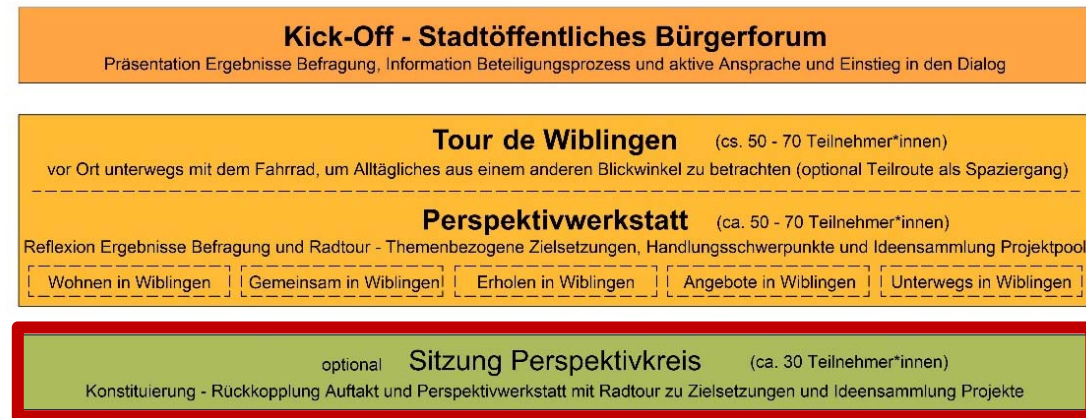 Kick-Off - Stadtöffentliches Bürgerforum
Präsentation Ergebnisse Befragung, Information Beteiligungsprozess und aktive Ansprache und Einstieg in den Dialog
Tour de Wiblingen (cs. 50 - 70 Teilnehmer*innen)
vor Ort unterwegs mit dem Fahrrad, um Alltägliches aus einem anderen Blickwinkel zu betrachten (optional Teilroute als Spaziergang)
Perspektivwerkstatt (ca. 50 - 70 Teilnehmer*innen)
Reflexion Ergebnisse Befragung und Radtour - Themenbezogene Zielsetzungen, Handlungsschwerpunkte und Ideensammlung Projektpool
Wohnen in Wiblingen Gemeinsam in Wiblingen Erholen in Wiblingen Angebote in Wiblingen Unterwegs in Wiblingen
optional Sitzung Perspektivkreis (ca. 30 Teilnehmer*innen)
Konstituierung - Rückkopplung Auftakt und Perspektivwerkstatt mit Radtour zu Zielsetzungen und Ideensammlung Projekte